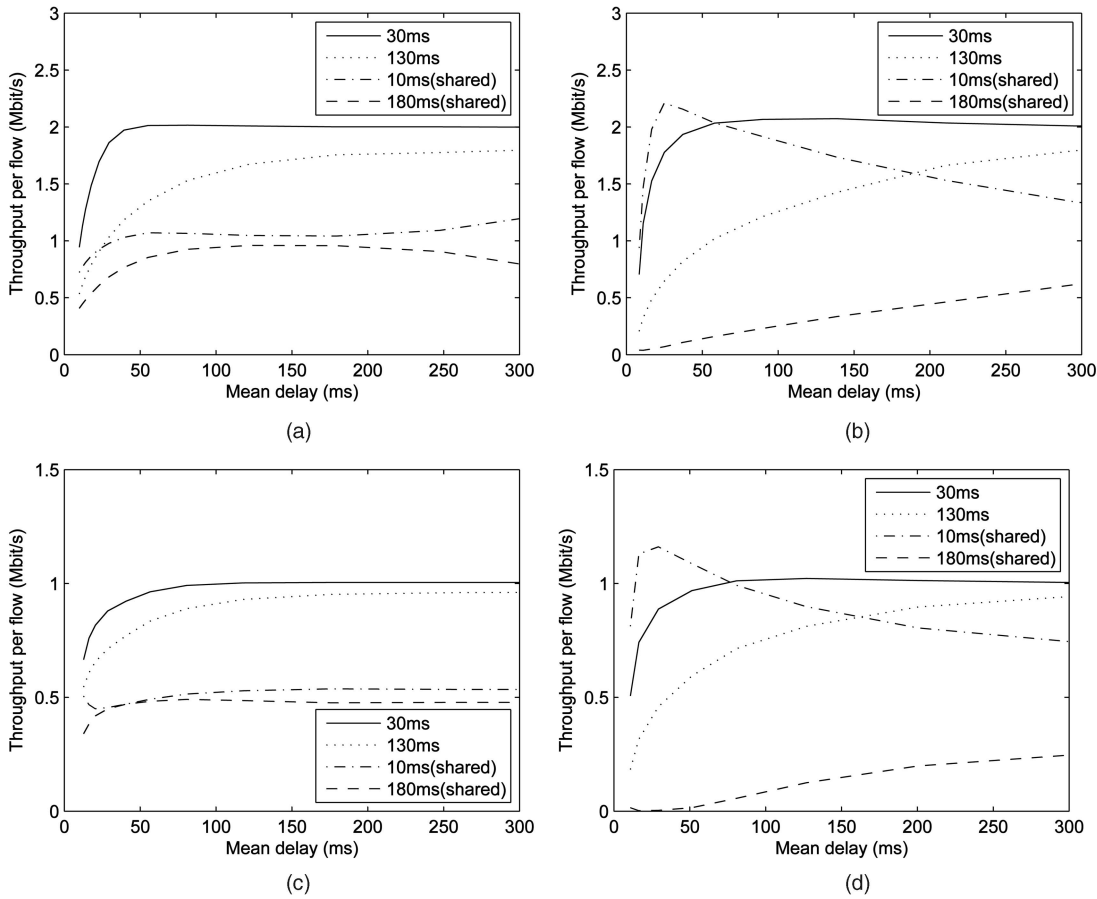 3
2.5
2
1.5
1
0.5
0
Throughput per flow (Mbit/s)
30ms
130ms
10ms(shared)
180ms(shared)
0 50 100 150 200 250 300
Mean delay (ms)
(a)
3
2.5
2
1.5
1
0.5
0
Throughput per flow (Mbit/s)
30ms
130ms
10ms(shared)
180ms(shared)
0 50 100 150 200 250 300
Mean delay (ms)
(b)
1.5
1
0.5
0
Throughput per flow (Mbit/s)
30ms
130ms
10ms(shared)
180ms(shared)
0 50 100 150 200 250 300
Mean delay (ms)
(c)
1.5
1
0.5
0
Throughput per flow (Mbit/s)
30ms
130ms
10ms(shared)
180ms(shared)
0 50 100 150 200 250 300
Mean delay (ms)
(d)